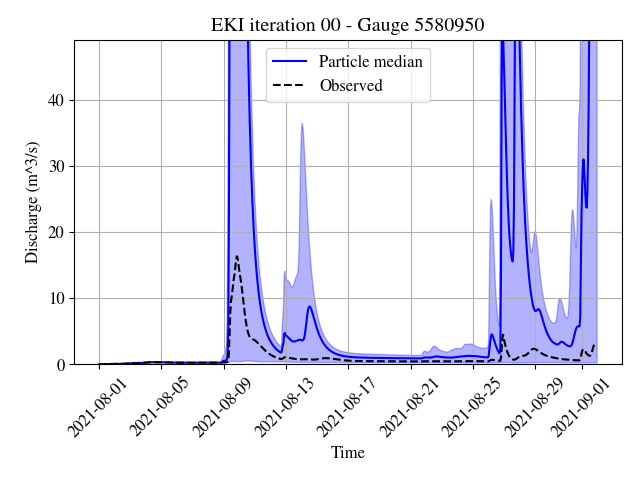 EKI iteration 00 - Gauge 5580950
Particle median
Observed
Discharge (m^3/s)
40
30
20
10
0
2021-08-01
2021-08-05
2021-08-09
2021-08-13
2021-08-17
2021-08-21
2021-08-25
2021-08-29
2021-09-01
Time